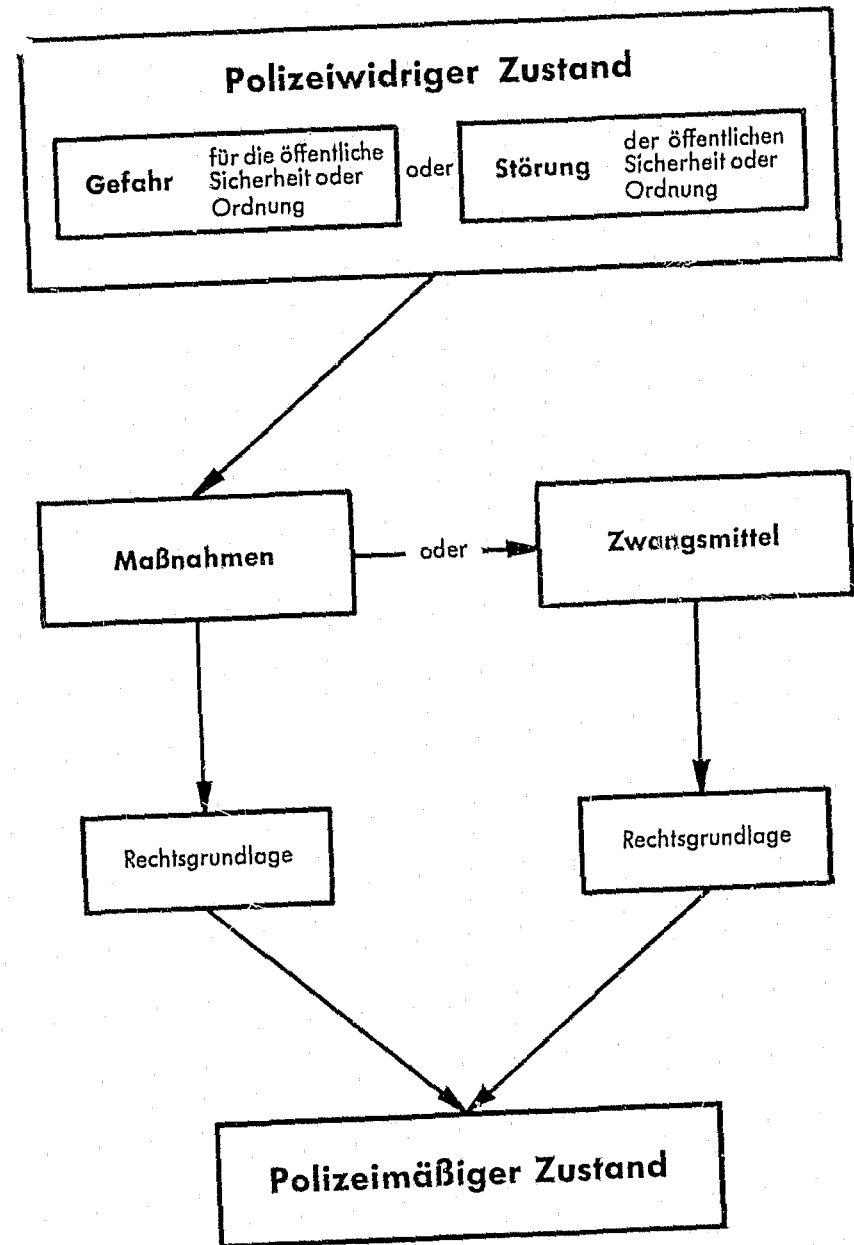 Polizeiwidriger Zustand
Gefahr
für die öffentliche
Sicherheit oder
Ordnung
oder
Störung
der öffentlichen
Sicherheit oder
Ordnung
Maßnahmen
oder
Zwangsmittel
Rechtsgrundlage
Rechtsgrundlage
Polizeimäßiger Zustand